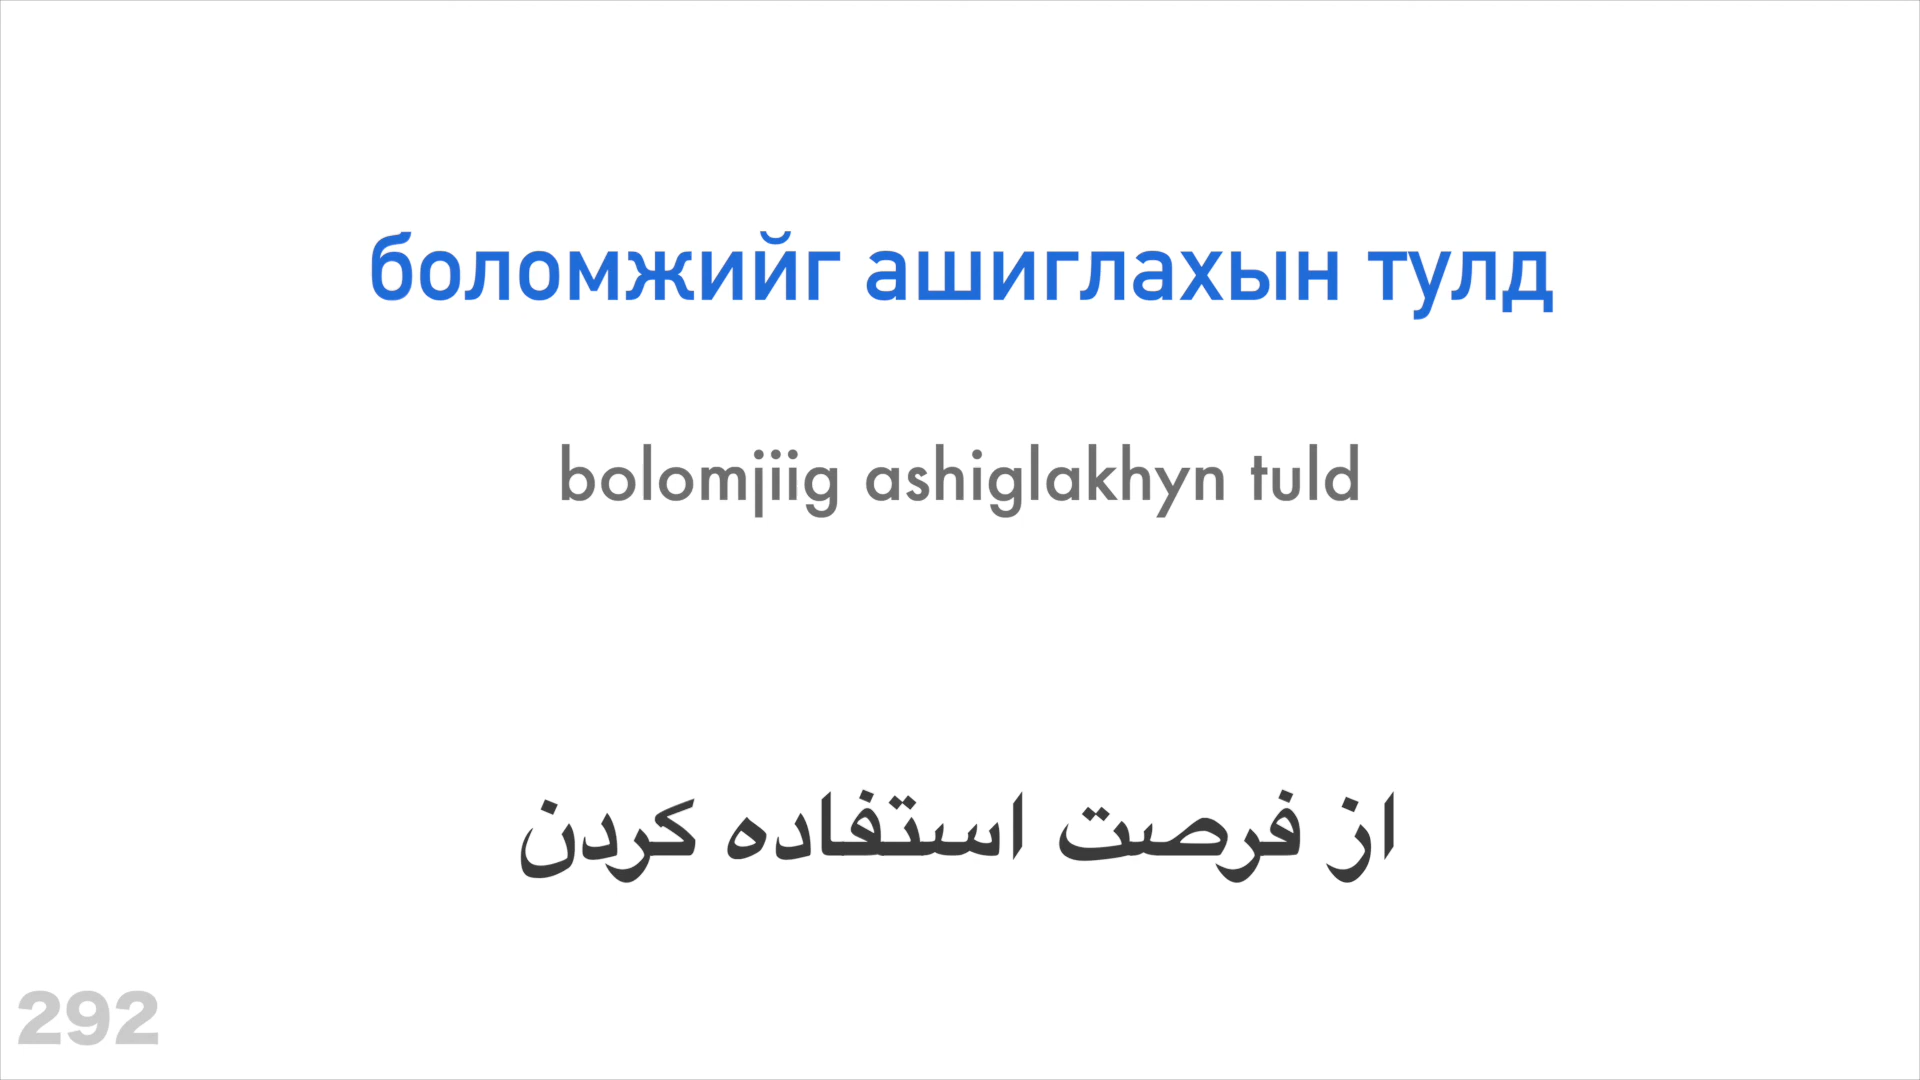 боломжийг ашиглахын тулд
bolomjiig ashiglakhyn tuld
از فرصت استفاده کردن
292